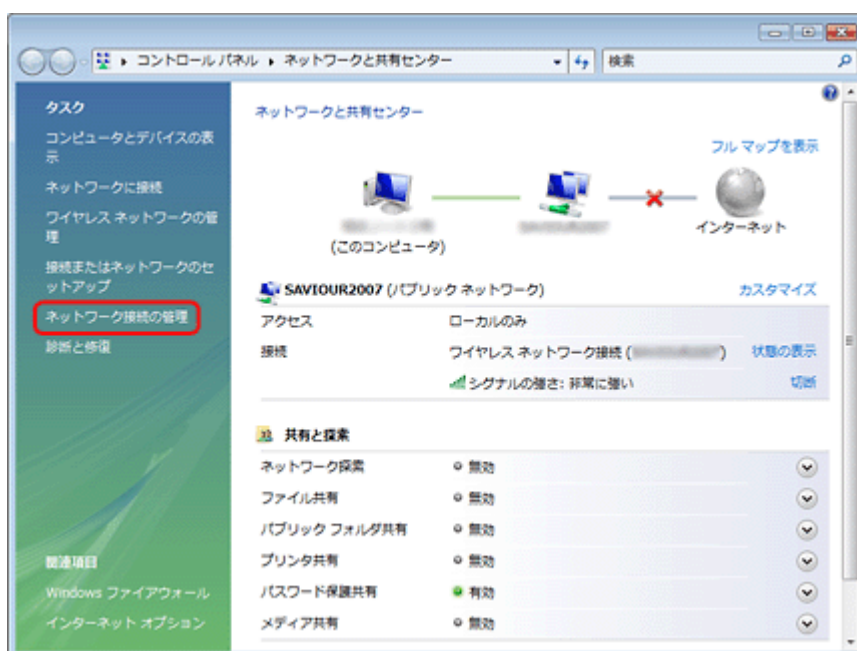 コントロール パネル ▸ ネットワークと共有センター
検索
タスク
コンピュータとデバイスの表
示
ネットワークに接続
ワイヤレス ネットワークの管
理
接続またはネットワークのセ
ットアップ
ネットワーク接続の管理
診断と修復
関連項目
Windows ファイアウォール
インターネット オプション
ネットワークと共有センター
フル マップを表示
(このコンピュータ)
インターネット
SAVIOUR2007 (パブリック ネットワーク)
カスタマイズ
アクセス ローカルのみ
接続 ワイヤレス ネットワーク接続 ( ) 状態の表示
シグナルの強さ: 非常に強い 切断
共有と探索
ネットワーク探索 無効
ファイル共有 無効
パブリック フォルダ共有 無効
プリンタ共有 無効
パスワード保護共有 有効
メディア共有 無効